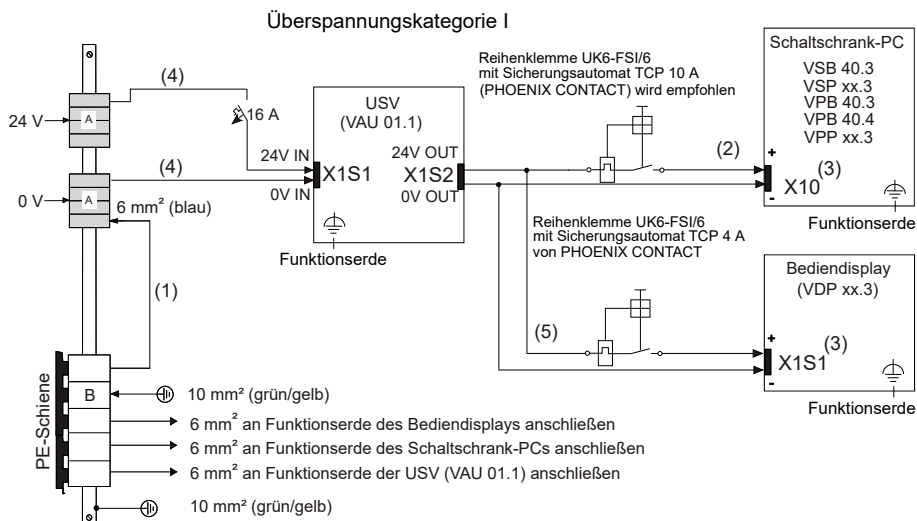 Überspannungskategorie I
Reihenklemme UK6-FSI/6
mit Sicherungsautomat TCP 10 A
(PHOENIX CONTACT) wird empfohlen
Schaltschrank-PC
VSB 40.3
VSP xx.3
VPB 40.3
VPB 40.4
VPP xx.3
+
X10
(3)
-
Funktionserde
(4)
A
24 V
16 A
USV
(VAU 01.1)
24V IN
24V OUT
X1S1
X1S2
0V IN
0V OUT
Funktionserde
(2)
(4)
A
0 V
6 mm² (blau)
(1)
Reihenklemme UK6-FSI/6
mit Sicherungsautomat TCP 4 A
von PHOENIX CONTACT
(5)
Bediendisplay
(VDP xx.3)
+
X1S1
(3)
-
Funktionserde
PE-Schiene
B
10 mm² (grün/gelb)
6 mm² an Funktionserde des Bediendisplays anschließen
6 mm² an Funktionserde des Schaltschrank-PCs anschließen
6 mm² an Funktionserde der USV (VAU 01.1) anschließen
10 mm² (grün/gelb)